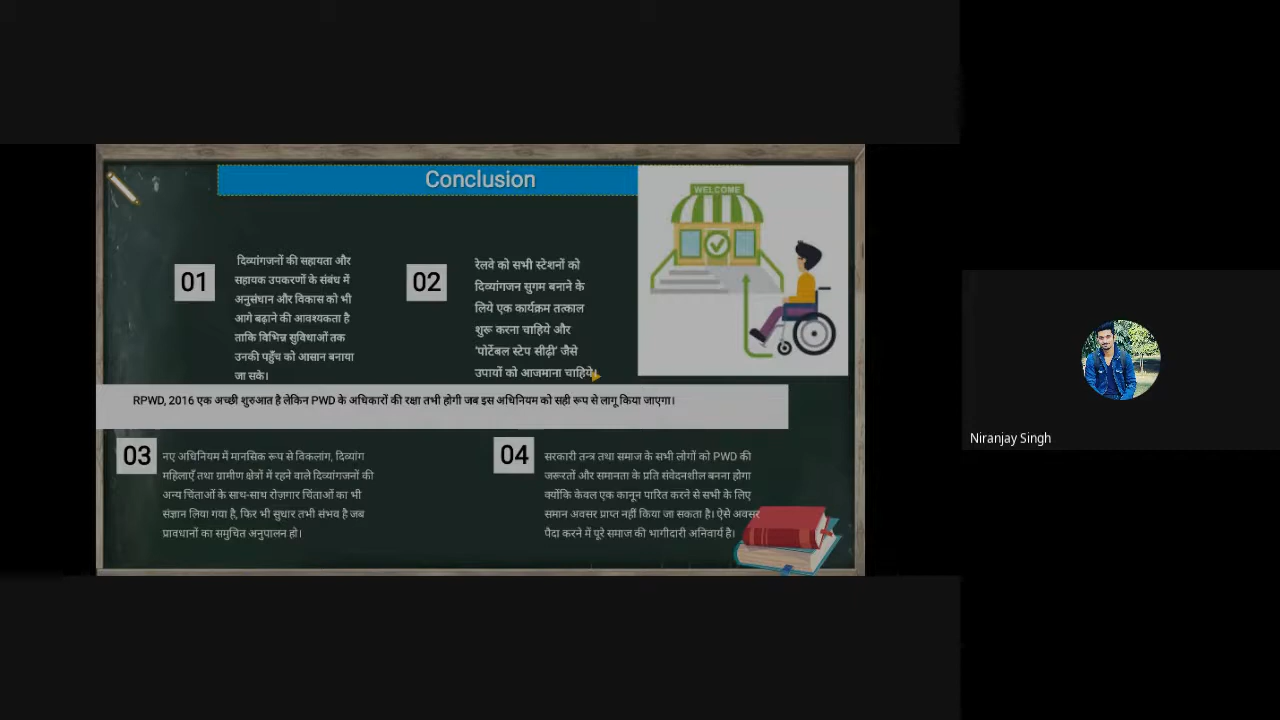 Conclusion
WELCOME
01
दिव्यांगजनों की सहायता और
सहायक उपकरणों के संबंध में
अनुसंधान और विकास को भी
आगे बढ़ाने की आवश्यकता है
ताकि विभिन्न सुविधाओं तक
उनकी पहुँच को आसान बनाया
जा सके।
02
रेलवे को सभी स्टेशनों को
दिव्यांगजन सुगम बनाने के
लिये एक कार्यक्रम तत्काल
शुरू करना चाहिये और
'पोर्टेबल स्टेप सीढ़ी' जैसे
उपायों को आजमाना चाहिये।
RPWD, 2016 एक अच्छी शुरुआत है लेकिन PWD के अधिकारों की रक्षा तभी होगी जब इस अधिनियम को सही रूप से लागू किया जाएगा।
03
नए अधिनियम में मानसिक रूप से विकलांग, दिव्यांग
महिलाएँ तथा ग्रामीण क्षेत्रों में रहने वाले दिव्यांगजनों की
अन्य चिंताओं के साथ-साथ रोज़गार चिंताओं का भी
संज्ञान लिया गया है, फिर भी सुधार तभी संभव है जब
प्रावधानों का समुचित अनुपालन हो।
04
सरकारी तन्त्र तथा समाज के सभी लोगों को PWD की
जरूरतों और समानता के प्रति संवेदनशील बनना होगा
क्योंकि केवल एक कानून पारित करने से सभी के लिए
समान अवसर प्राप्त नहीं किया जा सकता है। ऐसे अवसर
पैदा करने में पूरे समाज की भागीदारी अनिवार्य है।
Niranjay Singh